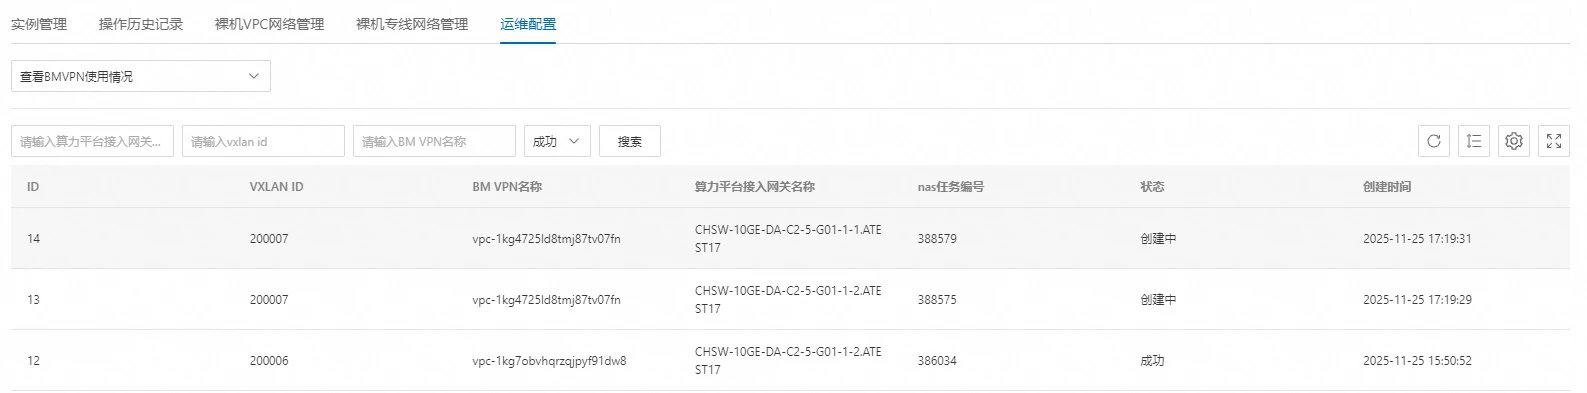 实例管理 操作历史记录 裸机VPC网络管理 裸机专线网络管理 运维配置
查看BMVPN使用情况
请输入算力平台接入网关... 请输入vxlan id 请输入BM VPN名称 成功 搜索
ID VXLAN ID BM VPN名称 算力平台接入网关名称 nas任务编号 状态 创建时间
14 200007 vpc-1kg4725ld8tmj87tv07fn CHSW-10GE-DA-C2-5-G01-1-1.ATE 388579 创建中 2025-11-25 17:19:31
ST17
13 200007 vpc-1kg4725ld8tmj87tv07fn CHSW-10GE-DA-C2-5-G01-1-2.ATE 388575 创建中 2025-11-25 17:19:29
ST17
12 200006 vpc-1kg7obvhqrzqjpyf91dw8 CHSW-10GE-DA-C2-5-G01-1-2.ATE 386034 成功 2025-11-25 15:50:52
ST17